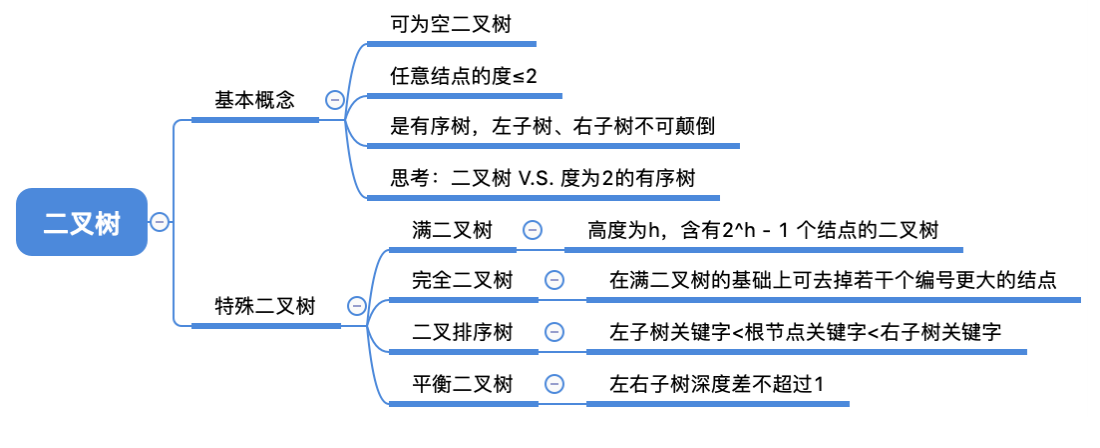 二叉树
基本概念
可为空二叉树
任意结点的度≤2
是有序树，左子树、右子树不可颠倒
思考：二叉树 V.S. 度为2的有序树
特殊二叉树
满二叉树
高度为h，含有2^h - 1 个结点的二叉树
完全二叉树
在满二叉树的基础上可去掉若干个编号更大的结点
二叉排序树
左子树关键字<根节点关键字<右子树关键字
平衡二叉树
左右子树深度差不超过1